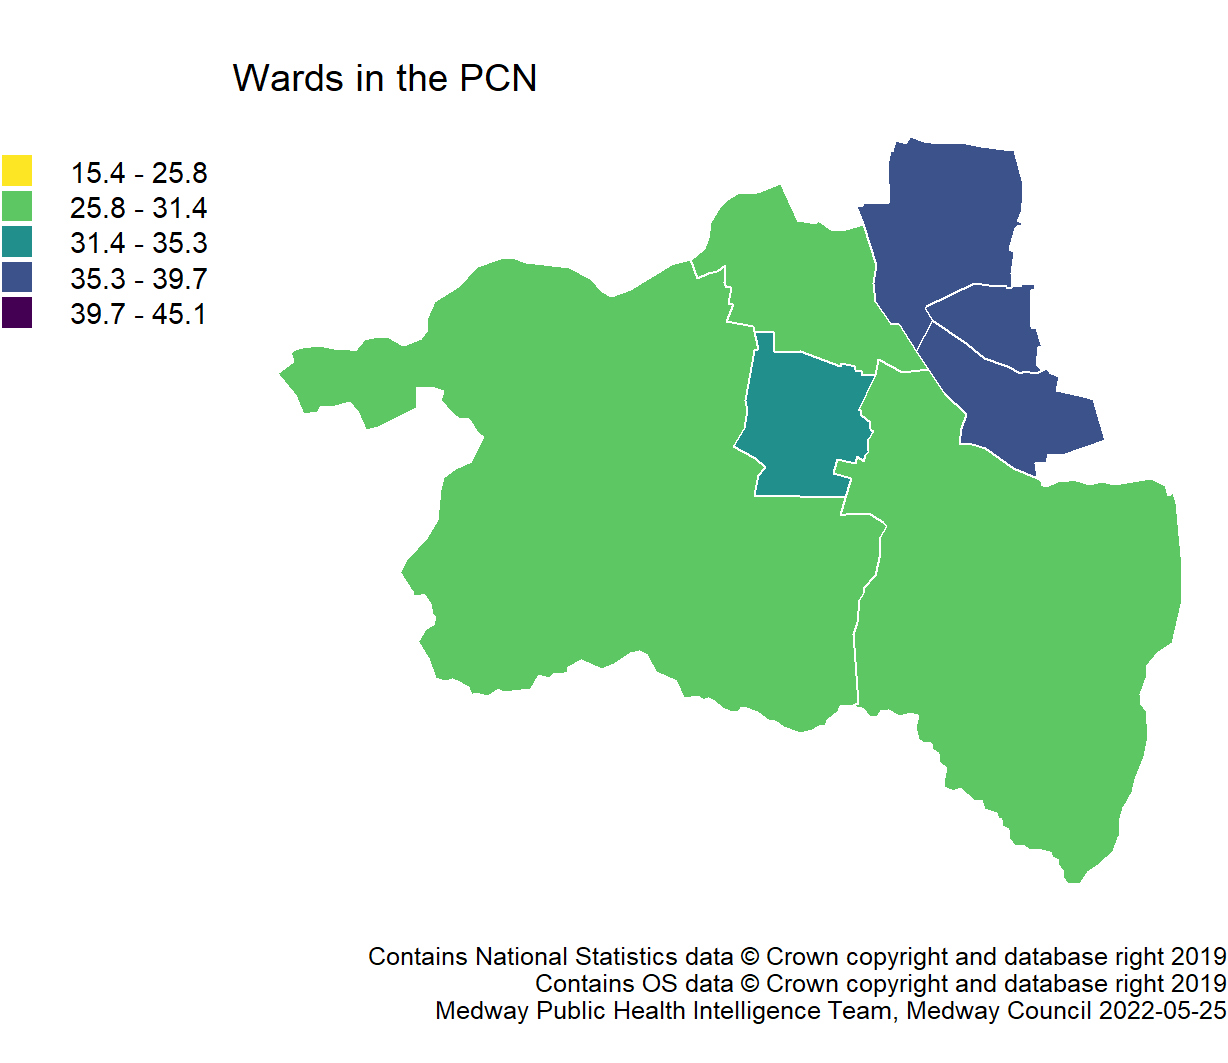 Wards in the PCN
15.4 - 25.8
25.8 - 31.4
31.4 - 35.3
35.3 - 39.7
39.7 - 45.1
Contains National Statistics data © Crown copyright and database right 2019
Contains OS data © Crown copyright and database right 2019
Medway Public Health Intelligence Team, Medway Council 2022-05-25